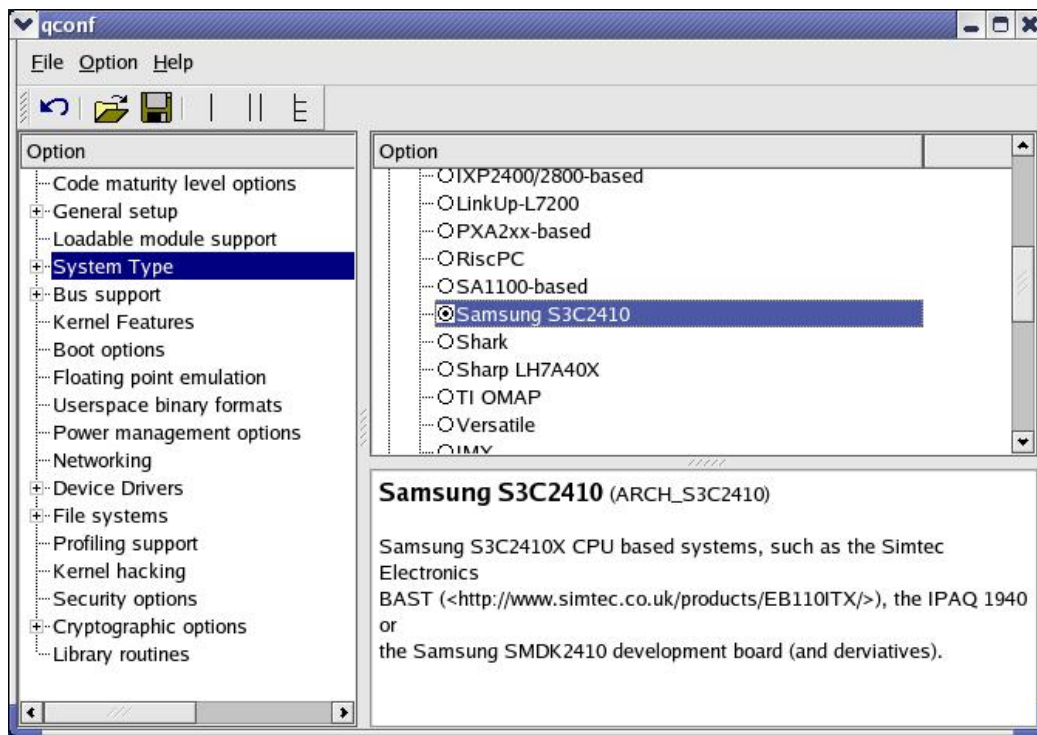 qconf
File Option Help
Option
Code maturity level options
General setup
Loadable module support
System Type
Bus support
Kernel Features
Boot options
Floating point emulation
Userspace binary formats
Power management options
Networking
Device Drivers
File systems
Profiling support
Kernel hacking
Security options
Cryptographic options
Library routines
Option
IXP2400/2800-based
LinkUp-L7200
PXA2xx-based
RiscPC
SA1100-based
Samsung S3C2410
Shark
Sharp LH7A40X
TI OMAP
Versatile
IMX
Samsung S3C2410 (ARCH_S3C2410)
Samsung S3C2410X CPU based systems, such as the Simtec
Electronics
BAST (<http://www.simtec.co.uk/products/EB110ITX/>), the IPAQ 1940
or
the Samsung SMDK2410 development board (and derviatives).